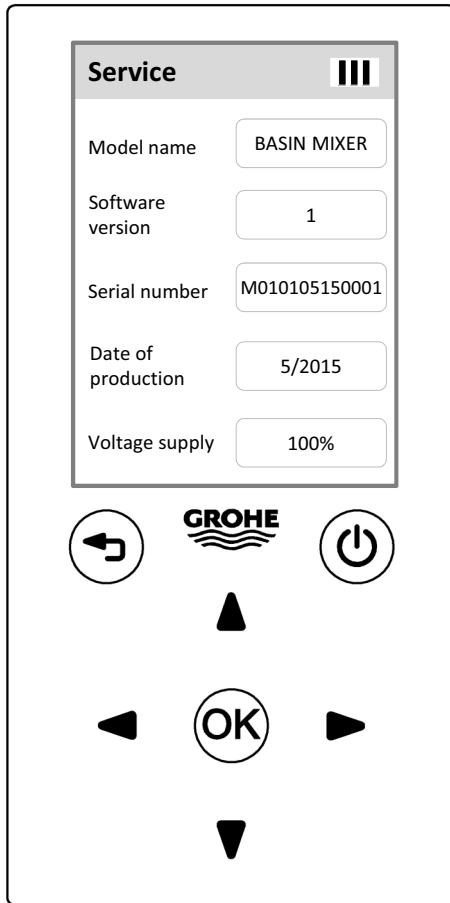 Service
Model name
BASIN MIXER
Software
version
1
Serial number
M010105150001
Date of
production
5/2015
Voltage supply
100%
GROHE
OK